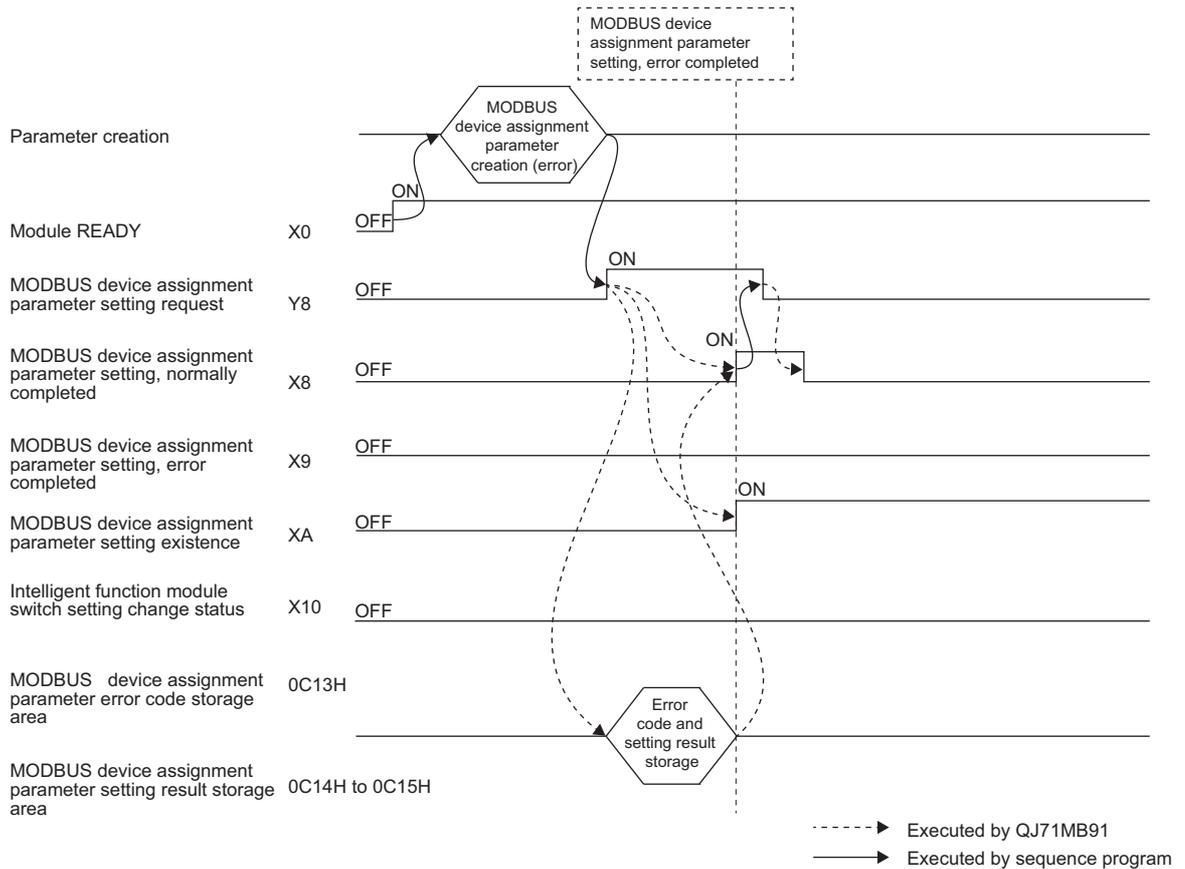 MODBUS device
assignment parameter
setting, error completed
MODBUS
device assignment
parameter
creation (error)
Parameter creation
ON
Module READY X0 OFF
ON
MODBUS device assignment
parameter setting request Y8 OFF
ON
MODBUS device assignment
parameter setting, normally
completed X8 OFF
MODBUS device assignment
parameter setting, error
completed X9 OFF
ON
MODBUS device assignment
parameter setting existence XA OFF
Intelligent function module
switch setting change status X10 OFF
MODBUS device assignment
parameter error code storage
area 0C13H
Error
code and
setting result
storage
MODBUS device assignment
parameter setting result storage
area 0C14H to 0C15H
Executed by QJ71MB91
Executed by sequence program